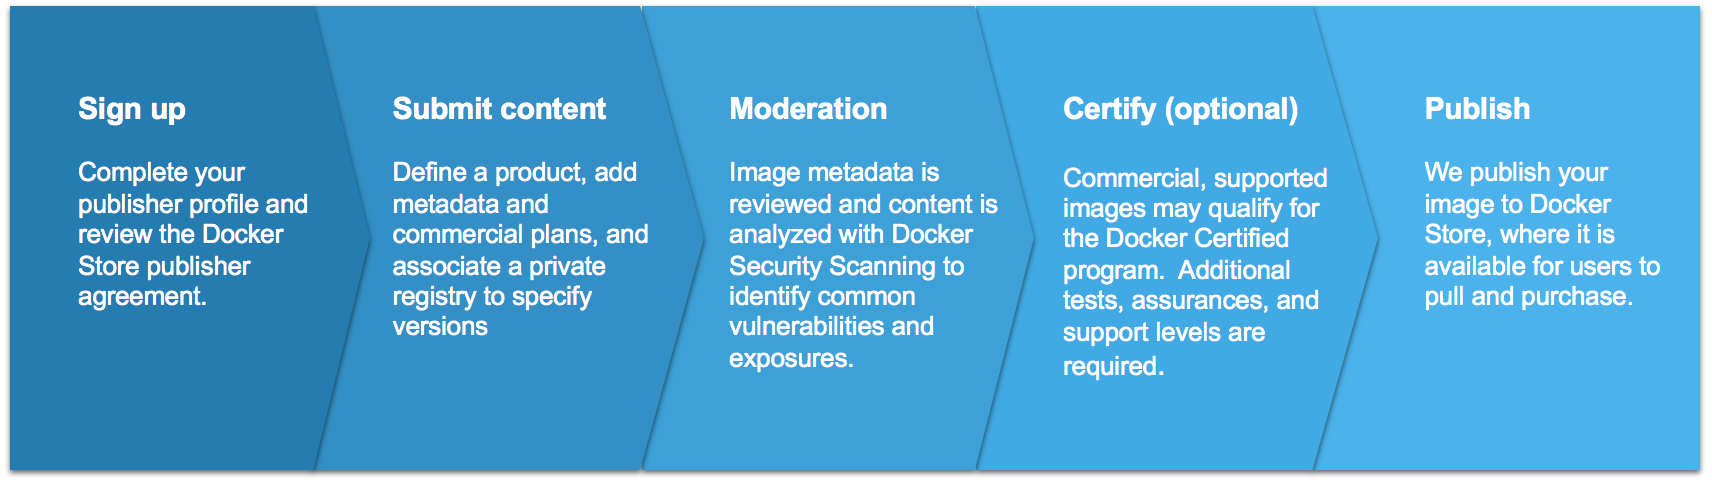 Sign up
Complete your
publisher profile and
review the Docker
Store publisher
agreement.
Submit content
Define a product, add
metadata and
commercial plans, and
associate a private
registry to specify
versions
Moderation
Image metadata is
reviewed and content is
analyzed with Docker
Security Scanning to
identify common
vulnerabilities and
exposures.
Certify (optional)
Commercial, supported
images may qualify for
the Docker Certified
program.  Additional
tests, assurances, and
support levels are
required.
Publish
We publish your
image to Docker
Store, where it is
available for users to
pull and purchase.